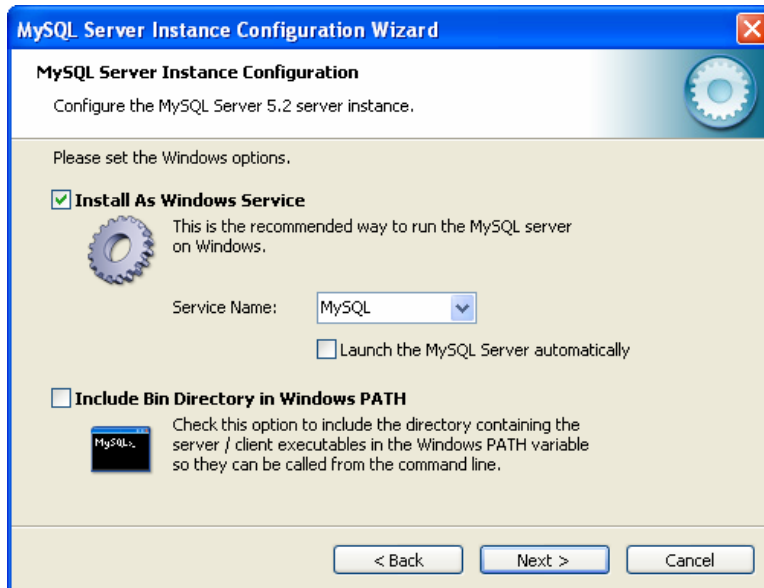 MySQL Server Instance Configuration Wizard
MySQL Server Instance Configuration
Configure the MySQL Server 5.2 server instance.
Please set the Windows options.
Install As Windows Service
This is the recommended way to run the MySQL server
on Windows.
Service Name: MySQL
Launch the MySQL Server automatically
Include Bin Directory in Windows PATH
Check this option to include the directory containing the
server / client executables in the Windows PATH variable
so they can be called from the command line.
MySQL>_
< Back Next > Cancel